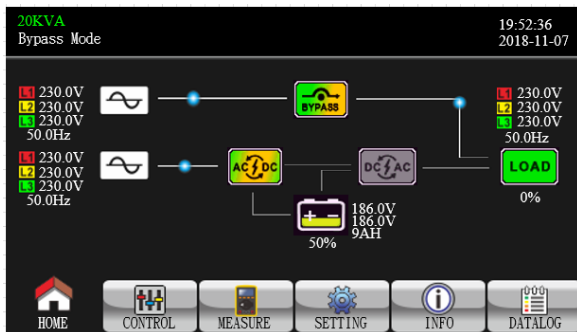 20KVA
Bypass Mode
19:52:36
2018-11-07
L1 230.0V
L2 230.0V
L3 230.0V
50.0Hz
BYPASS
L1 230.0V
L2 230.0V
L3 230.0V
50.0Hz
L1 230.0V
L2 230.0V
L3 230.0V
50.0Hz
AC DC
DC AC
LOAD
0%
186.0V
186.0V
9AH
50%
HOME
CONTROL
MEASURE
SETTING
INFO
DATALOG